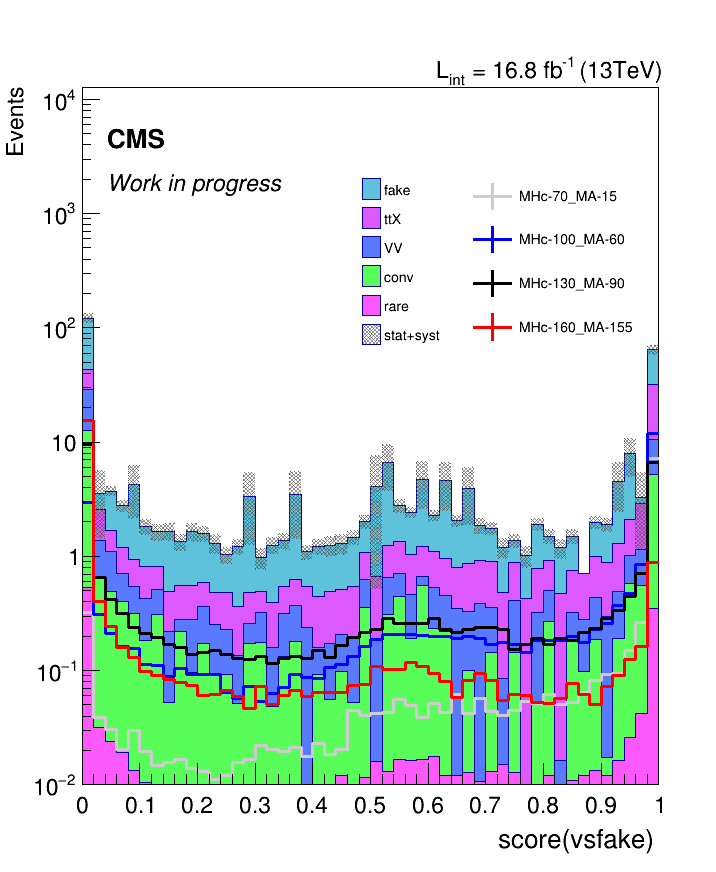 L_int = 16.8 fb^-1 (13TeV)
Events
10^4
CMS
Work in progress
fake
ttX
VV
conv
rare
stat+syst
MHc-70_MA-15
MHc-100_MA-60
MHc-130_MA-90
MHc-160_MA-155
10^3
10^2
10
1
10^−1
10^−2
0 0.1 0.2 0.3 0.4 0.5 0.6 0.7 0.8 0.9 1
score(vsfake)